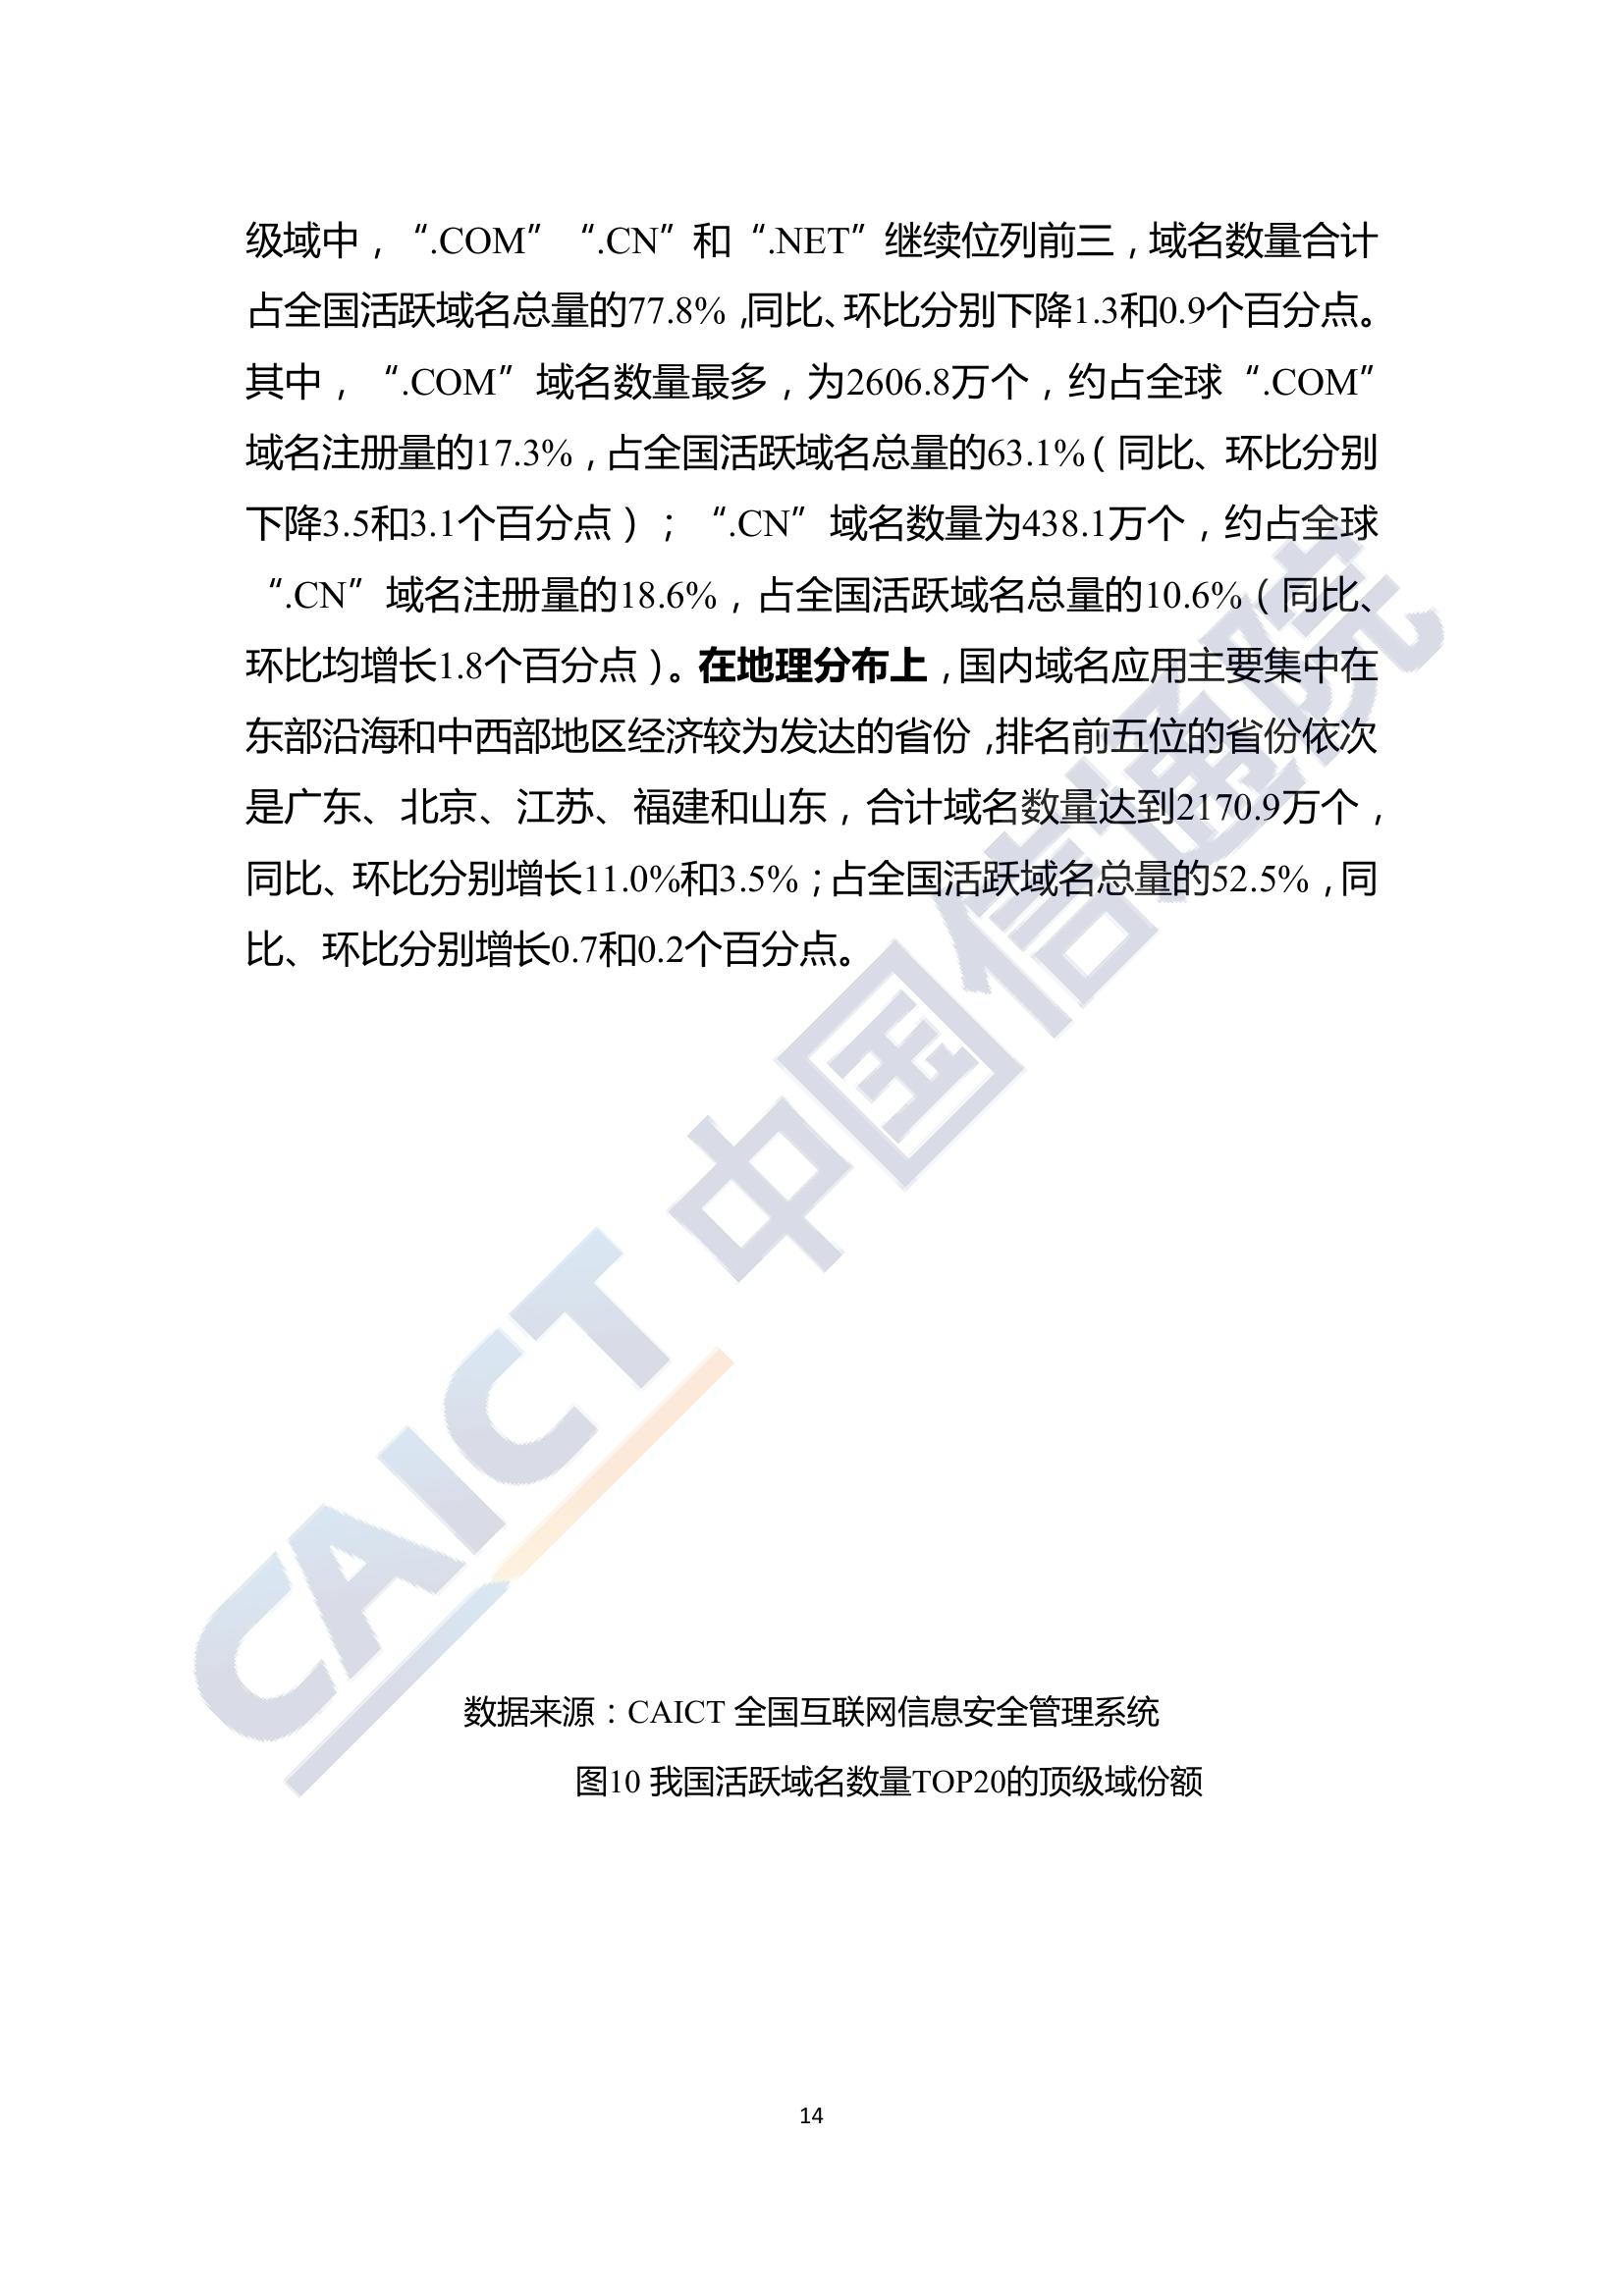 级域中，“.COM”“.CN”和“.NET”继续位列前三，域名数量合计
占全国活跃域名总量的77.8%，同比、环比分别下降1.3和0.9个百分点。
其中，“.COM”域名数量最多，为2606.8万个，约占全球“.COM”
域名注册量的17.3%，占全国活跃域名总量的63.1%（同比、环比分别
下降3.5和3.1个百分点）；“.CN”域名数量为438.1万个，约占全球
“.CN”域名注册量的18.6%，占全国活跃域名总量的10.6%（同比、
环比均增长1.8个百分点）。在地理分布上，国内域名应用主要集中在
东部沿海和中西部地区经济较为发达的省份，排名前五位的省份依次
是广东、北京、江苏、福建和山东，合计域名数量达到2170.9万个，
同比、环比分别增长11.0%和3.5%；占全国活跃域名总量的52.5%，同
比、环比分别增长0.7和0.2个百分点。
CAICT 中国信通院
数据来源：CAICT 全国互联网信息安全管理系统
图10 我国活跃域名数量TOP20的顶级域份额
14